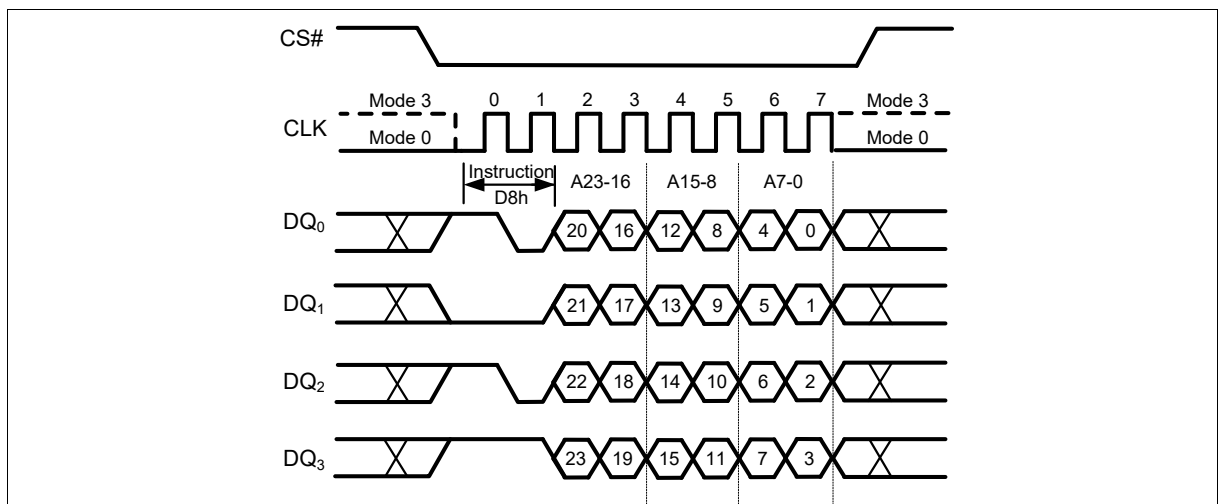 CS#
Mode 3 0 1 2 3 4 5 6 7 Mode 3
CLK
Mode 0 Mode 0
Instruction A23-16 A15-8 A7-0
D8h
DQ0 20 16 12 8 4 0
DQ1 21 17 13 9 5 1
DQ2 22 18 14 10 6 2
DQ3 23 19 15 11 7 3